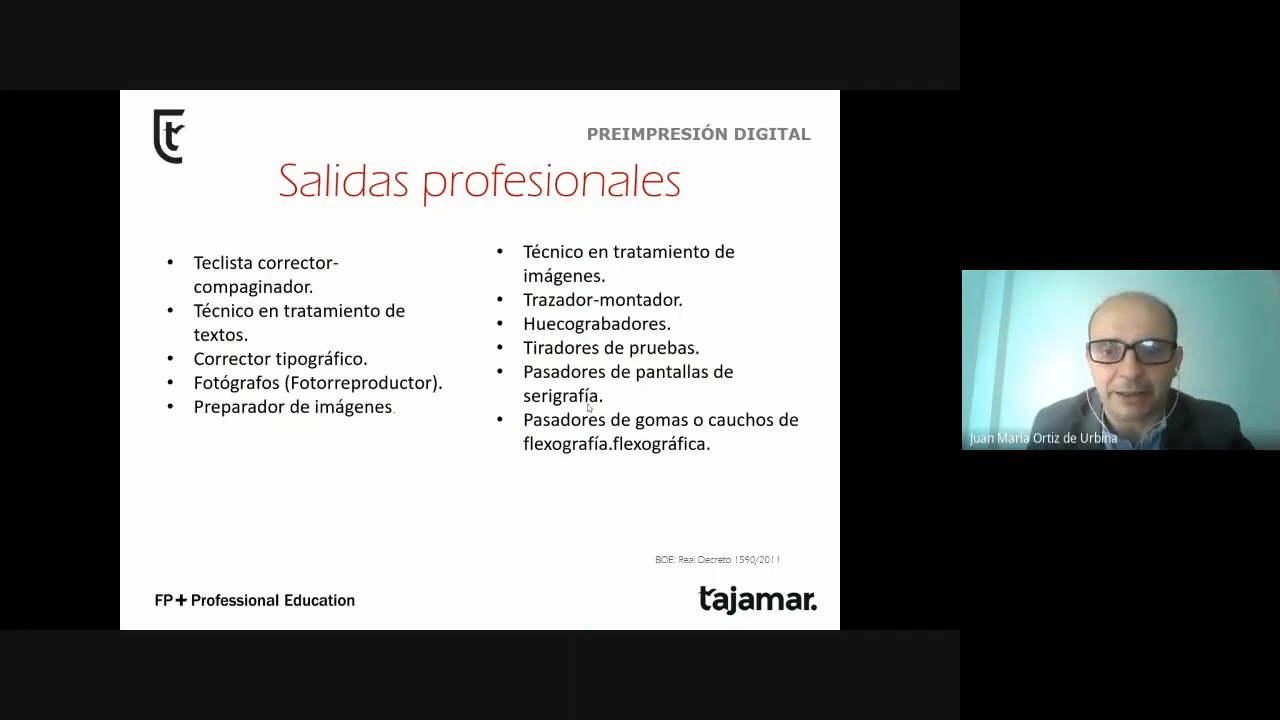 PREIMPRESIÓN DIGITAL
Salidas profesionales
• Teclista corrector-
compaginador.
• Técnico en tratamiento de
textos.
• Corrector tipográfico.
• Fotógrafos (Fotorreproductor).
• Preparador de imágenes.
• Técnico en tratamiento de
imágenes.
• Trazador-montador.
• Huecograbadores.
• Tiradores de pruebas.
• Pasadores de pantallas de
serigrafía.
• Pasadores de gomas o cauchos de
flexografía.flexográfica.
BOE: Real Decreto 1590/2011
FP+ Professional Education
tajamar.
Juan Maria Ortiz de Urbina